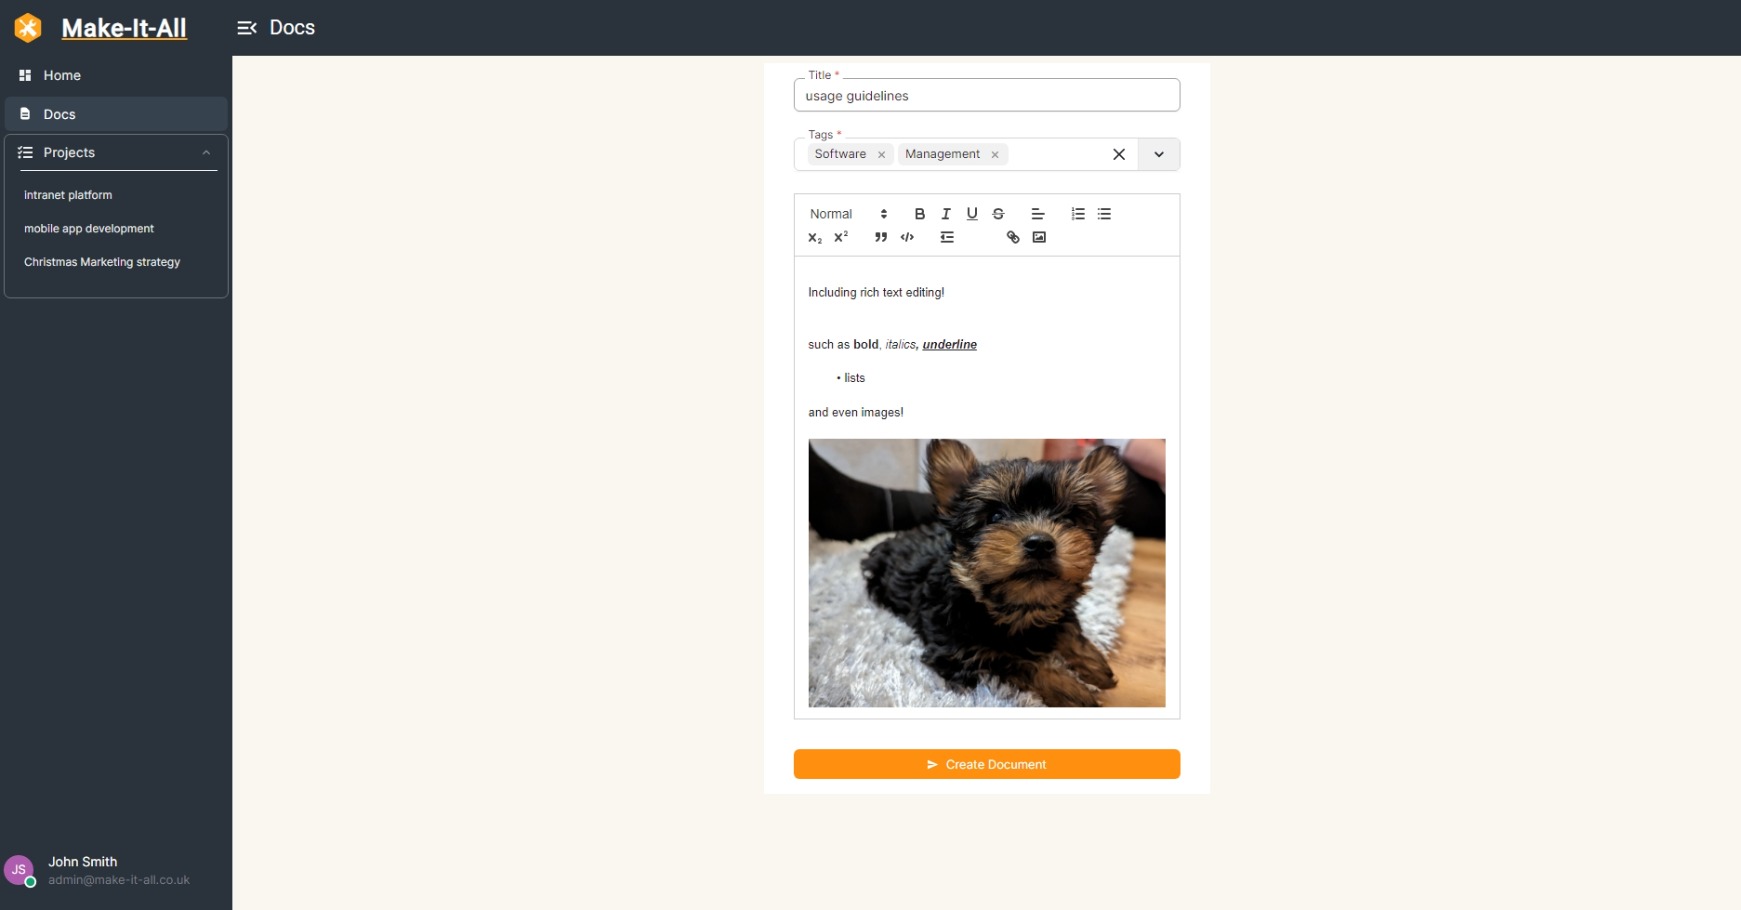 Make-It-All
Docs
Home
Docs
Projects
intranet platform
mobile app development
Christmas Marketing strategy
Title *
usage guidelines
Tags *
Software ×
Management ×
Normal
B I U S
X₂ X²
Including rich text editing!
such as bold, italics, underline
• lists
and even images!
Create Document
JS
John Smith
admin@make-it-all.co.uk